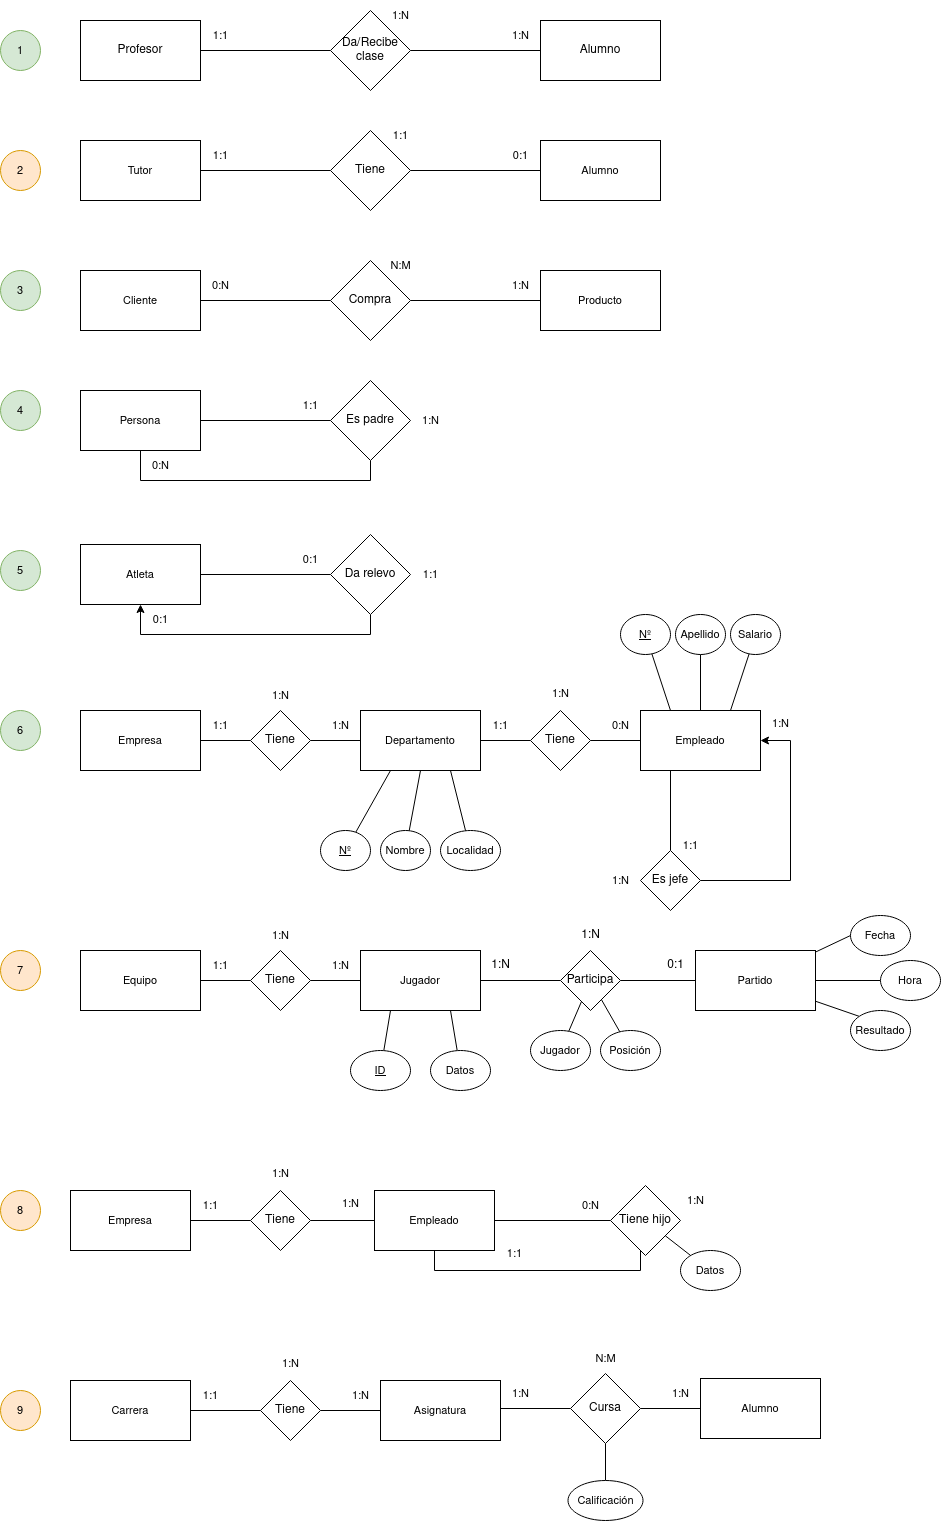 1:N
1
Profesor
1:1
Da/Recibe
clase
1:N
Alumno
1:1
2
Tutor
1:1
Tiene
0:1
Alumno
N:M
3
Cliente
0:N
Compra
1:N
Producto
4
Persona
1:1
Es padre
1:N
0:N
5
Atleta
0:1
Da relevo
1:1
0:1
Nº
Apellido
Salario
1:N
1:N
6
Empresa
1:1
Tiene
1:N
Departamento
1:1
Tiene
0:N
Empleado
1:N
Nº
Nombre
Localidad
1:1
1:N
Es jefe
1:N
1:N
Fecha
7
Equipo
1:1
Tiene
1:N
Jugador
1:N
Participa
0:1
Partido
Hora
Resultado
ID
Datos
Jugador
Posición
1:N
8
Empresa
1:1
Tiene
1:N
Empleado
0:N
Tiene hijo
1:N
1:1
Datos
1:N
N:M
9
Carrera
1:1
Tiene
1:N
Asignatura
1:N
Cursa
1:N
Alumno
Calificación